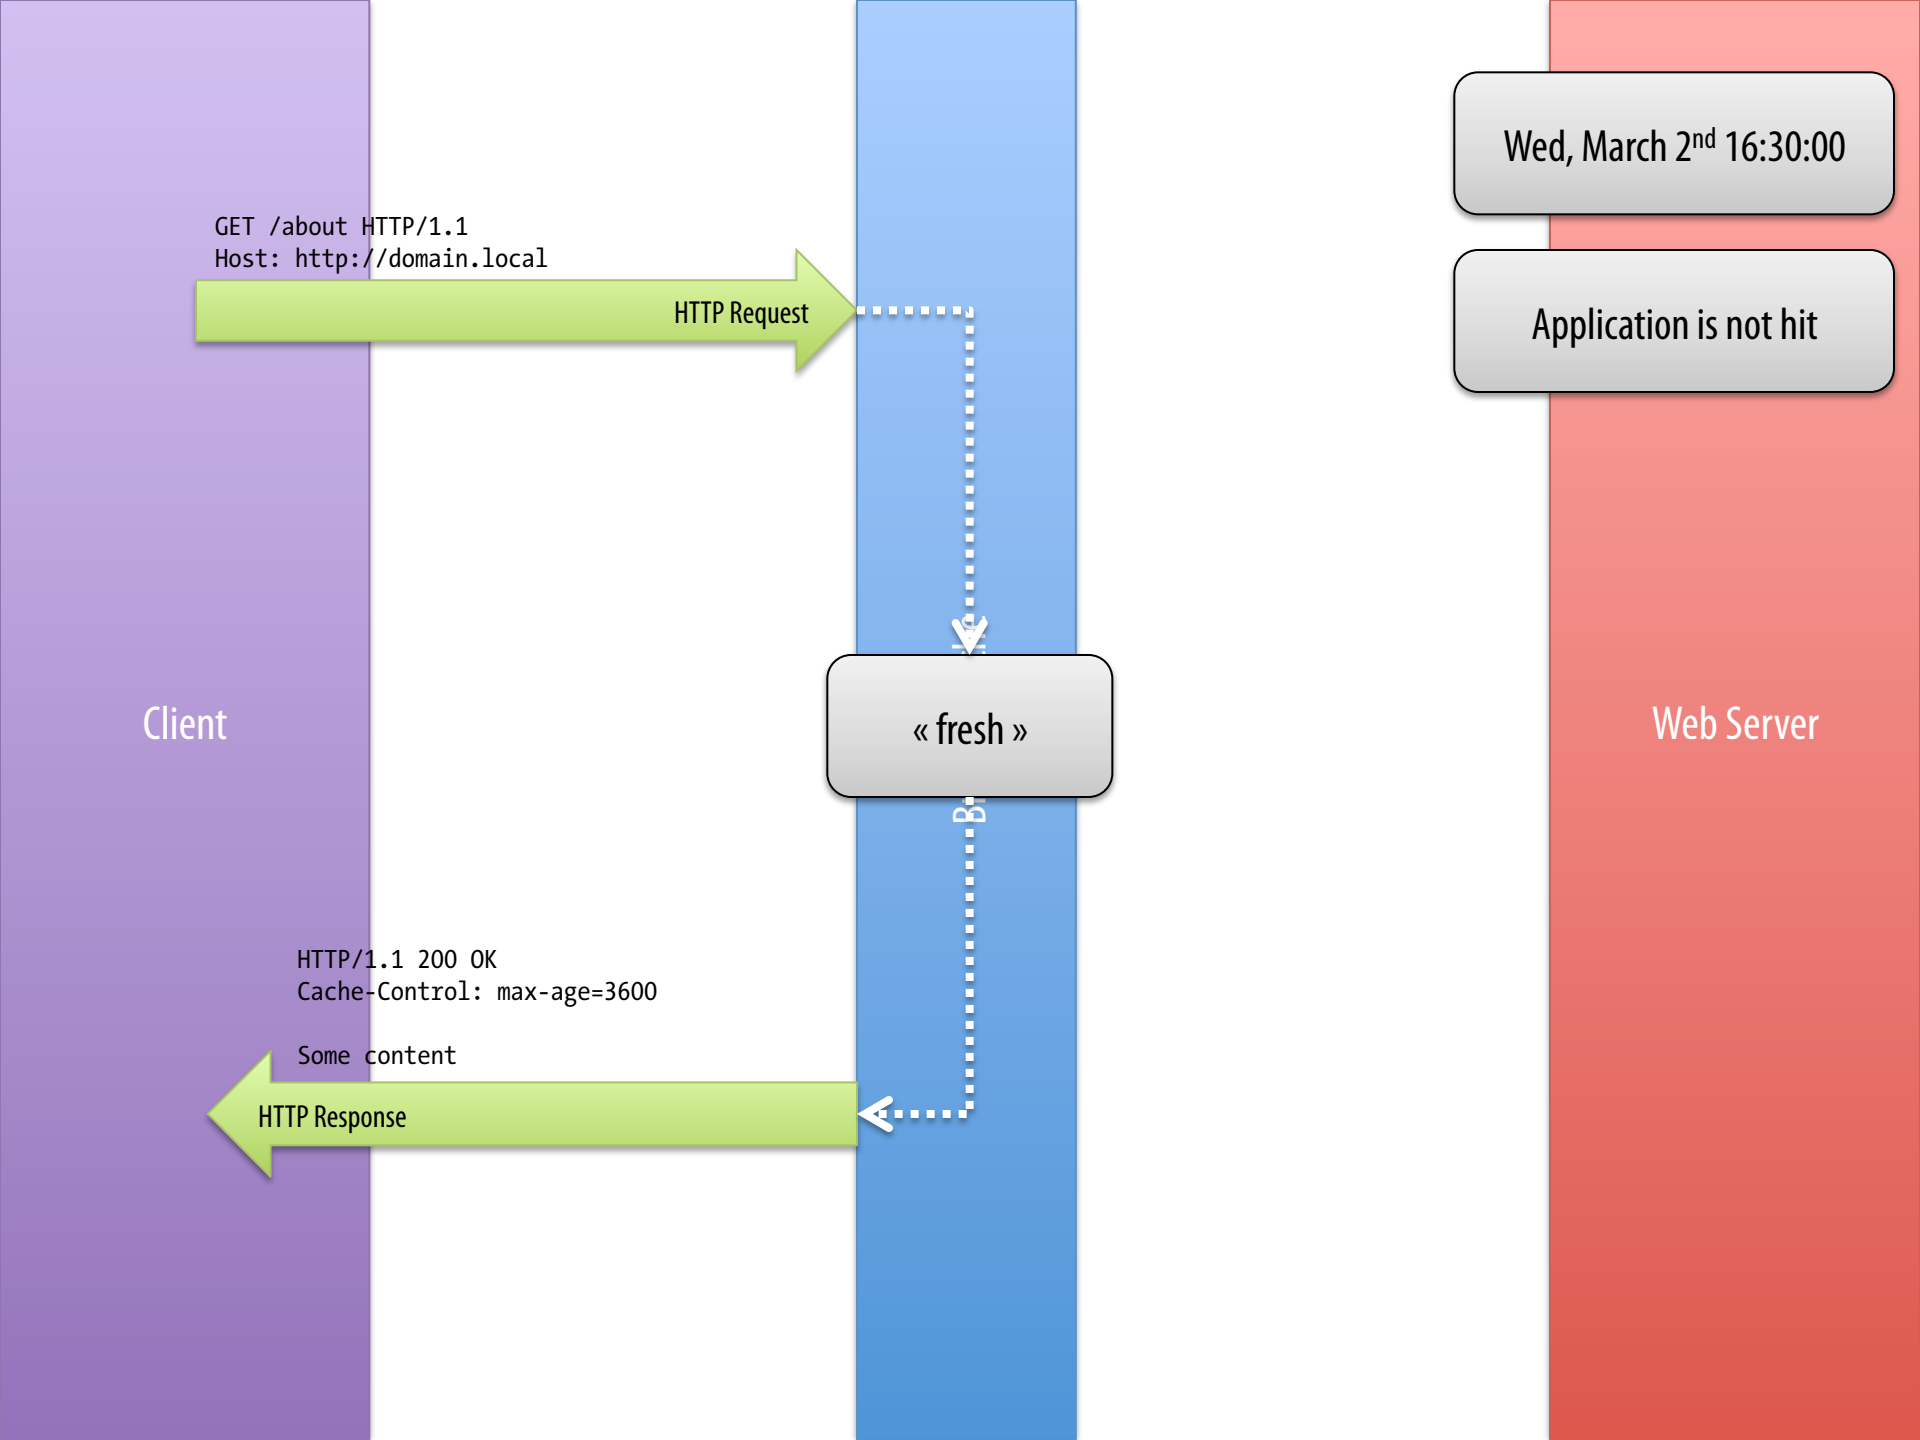 Wed, March 2nd 16:30:00
GET /about HTTP/1.1
Host: http://domain.local
HTTP Request
Application is not hit
Client
« fresh »
Web Server
HTTP/1.1 200 OK
Cache-Control: max-age=3600
Some content
HTTP Response